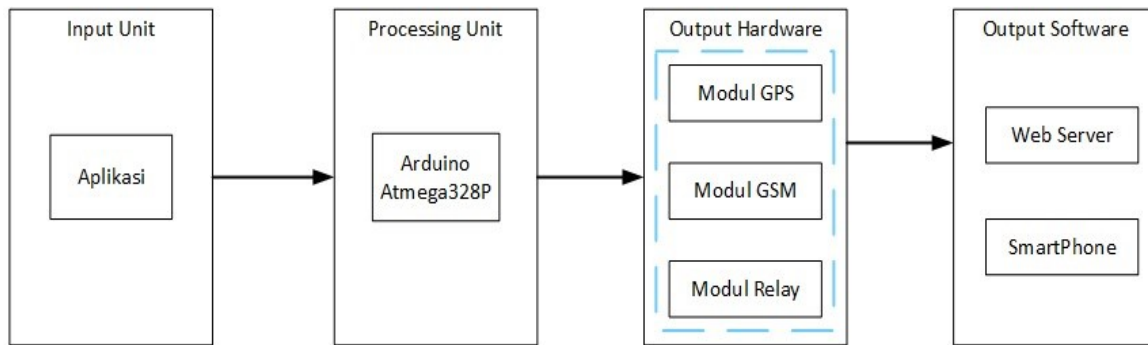 Input Unit
Aplikasi
Processing Unit
Arduino
Atmega328P
Output Hardware
Modul GPS
Modul GSM
Modul Relay
Output Software
Web Server
SmartPhone